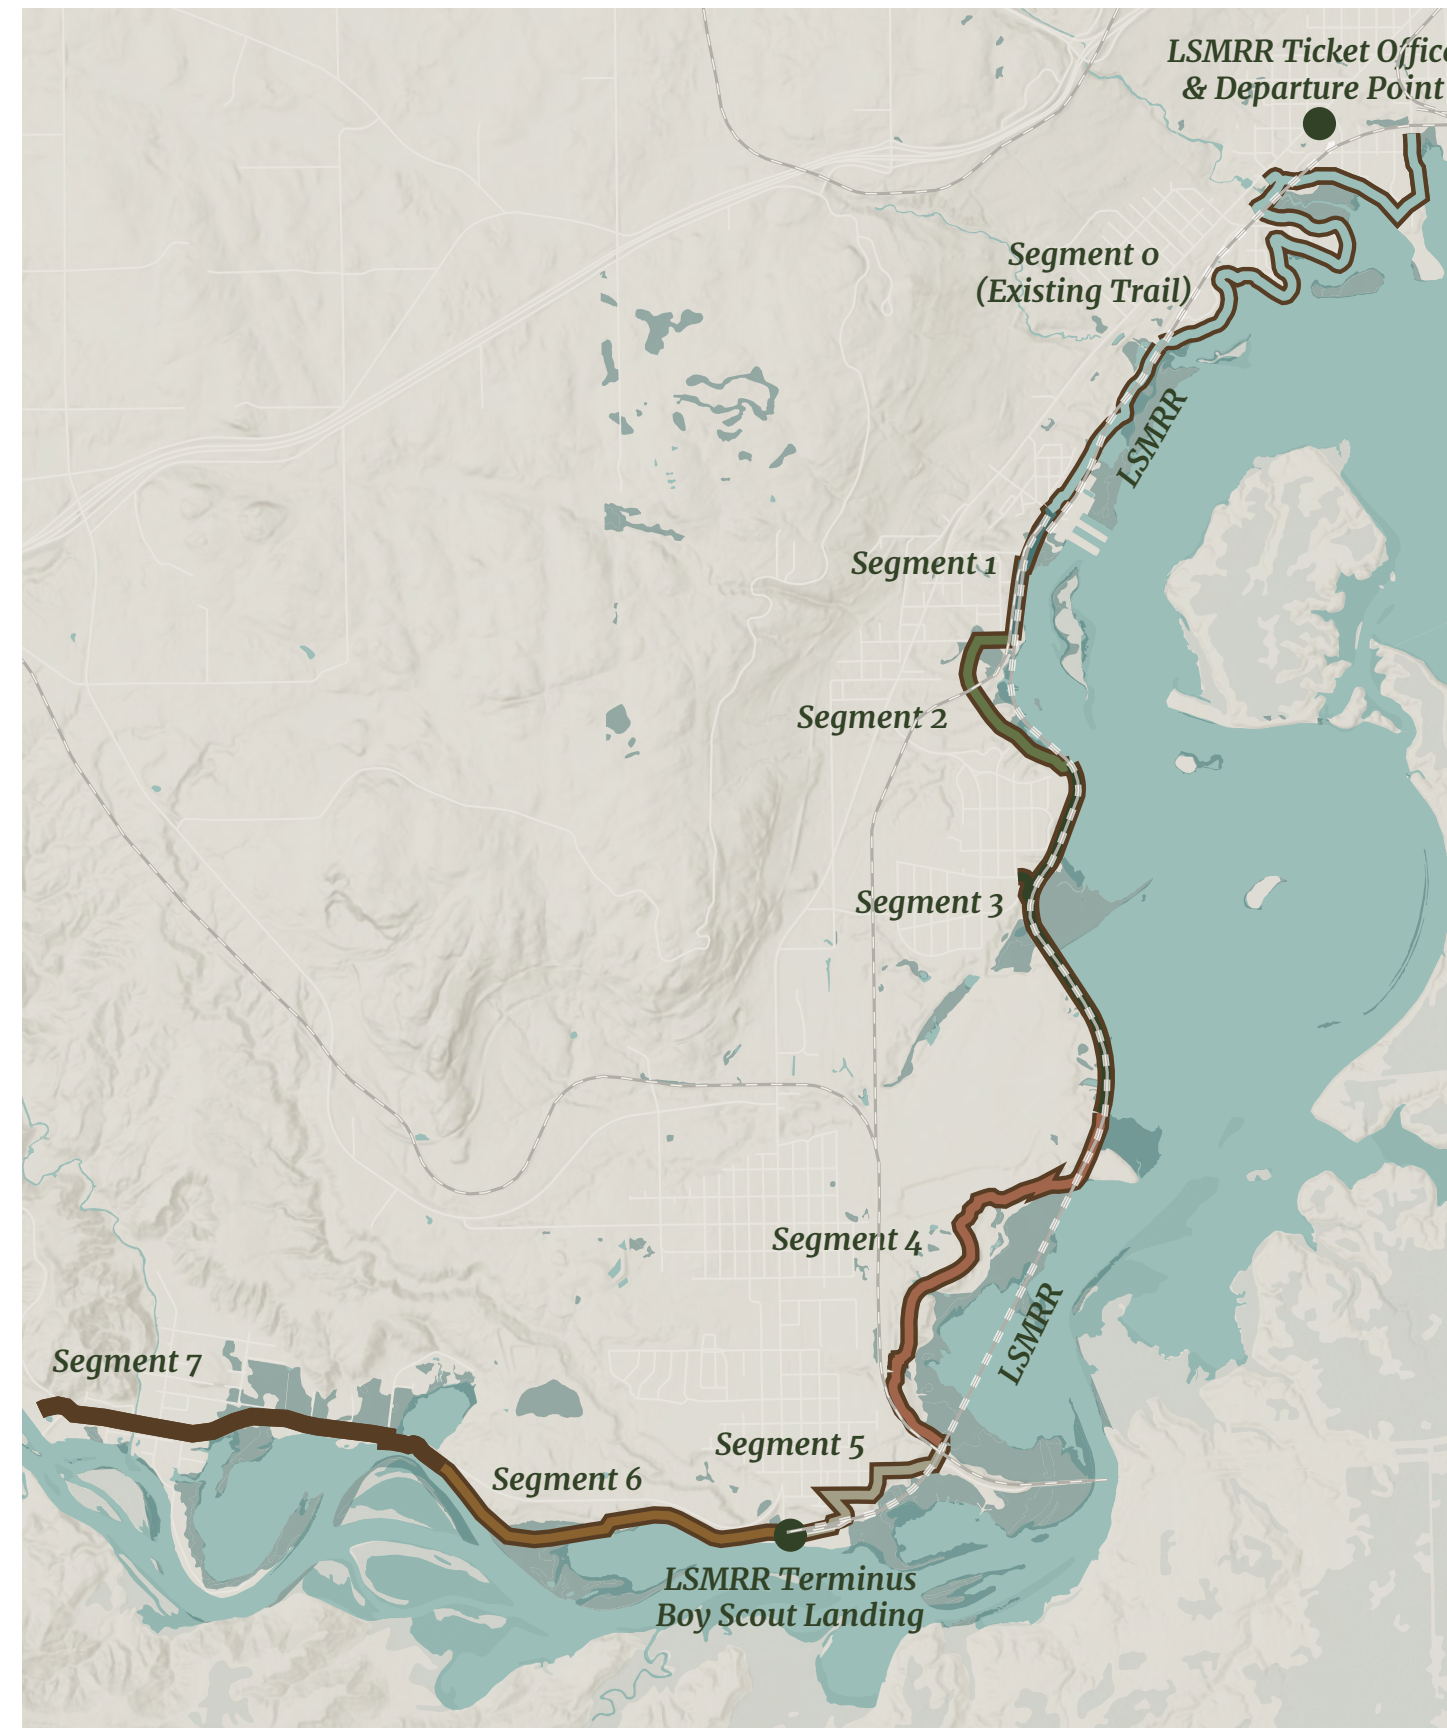 LSMRR Ticket Office
& Departure Point
Segment 0
(Existing Trail)
LSMRR
Segment 1
Segment 2
Segment 3
Segment 4
LSMRR
Segment 7
Segment 5
Segment 6
LSMRR Terminus
Boy Scout Landing